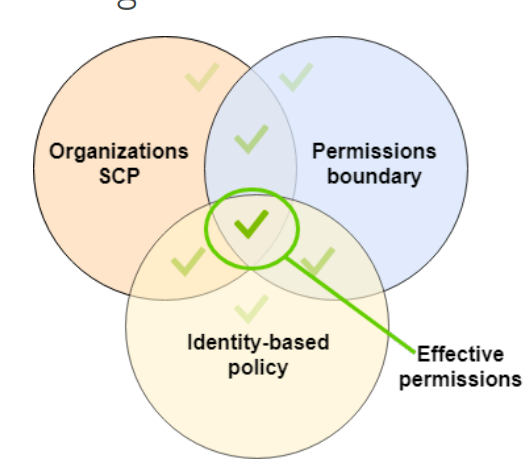 Organizations
SCP
Permissions
boundary
Identity-based
policy
Effective
permissions